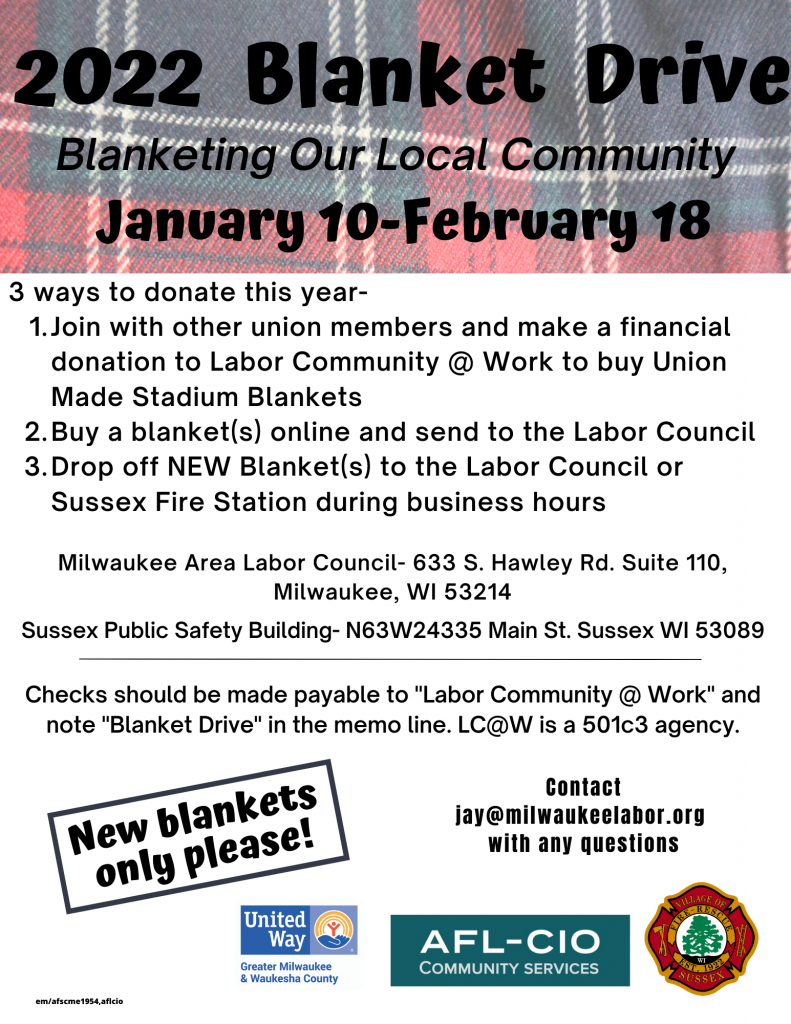 2022 Blanket Drive
Blanketing Our Local Community
January 10-February 18
3 ways to donate this year-
1. Join with other union members and make a financial
donation to Labor Community @ Work to buy Union
Made Stadium Blankets
2. Buy a blanket(s) online and send to the Labor Council
3. Drop off NEW Blanket(s) to the Labor Council or
Sussex Fire Station during business hours
Milwaukee Area Labor Council- 633 S. Hawley Rd. Suite 110,
Milwaukee, WI 53214
Sussex Public Safety Building- N63W24335 Main St. Sussex WI 53089
Checks should be made payable to "Labor Community @ Work" and
note "Blanket Drive" in the memo line. LC@W is a 501c3 agency.
New blankets
only please!
Contact
jay@milwaukeelabor.org
with any questions
United
Way
Greater Milwaukee
& Waukesha County
AFL-CIO
COMMUNITY SERVICES
VILLAGE OF
FIRE-RESCUE
WI
EST. 1922
SUSSEX
em/afscme1954,aflcio